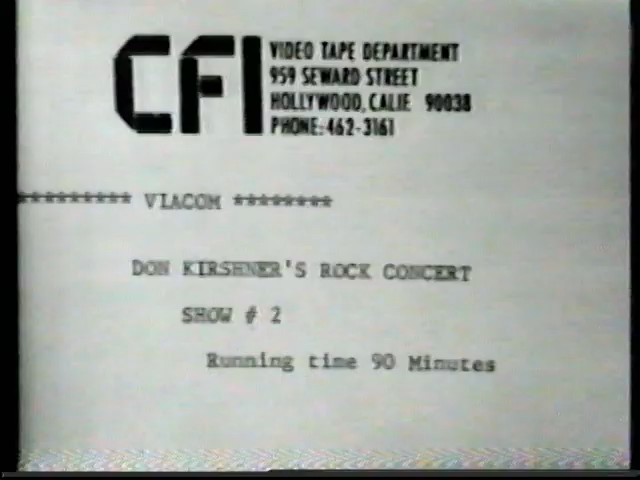 CFI
VIDEO TAPE DEPARTMENT
959 SEWARD STREET
HOLLYWOOD, CALIF 90038
PHONE: 462-3161
********* VIACOM ********
DON KIRSHNER'S ROCK CONCERT
SHOW # 2
Running time 90 Minutes